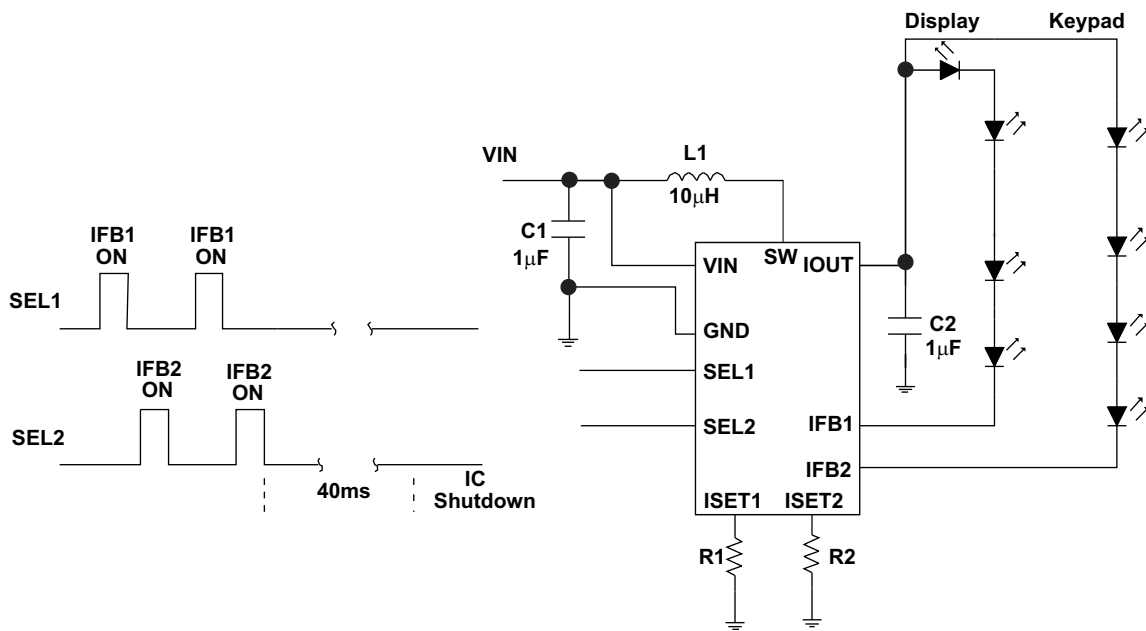 Display
Keypad
VIN
L1
10µH
C1
1µF
VIN
SW
IOUT
GND
SEL1
SEL2
C2
1µF
IFB1
IFB2
ISET1
ISET2
R1
R2
IFB1
ON
IFB1
ON
SEL1
IFB2
ON
IFB2
ON
SEL2
40ms
IC
Shutdown